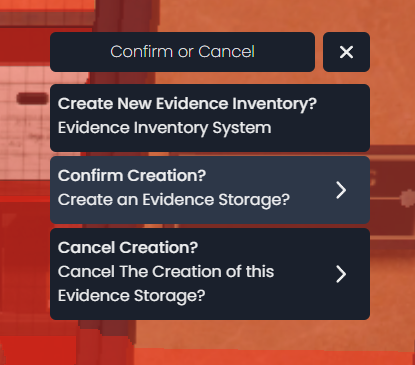 Confirm or Cancel
Create New Evidence Inventory?
Evidence Inventory System
Confirm Creation?
Create an Evidence Storage?
Cancel Creation?
Cancel The Creation of this
Evidence Storage?